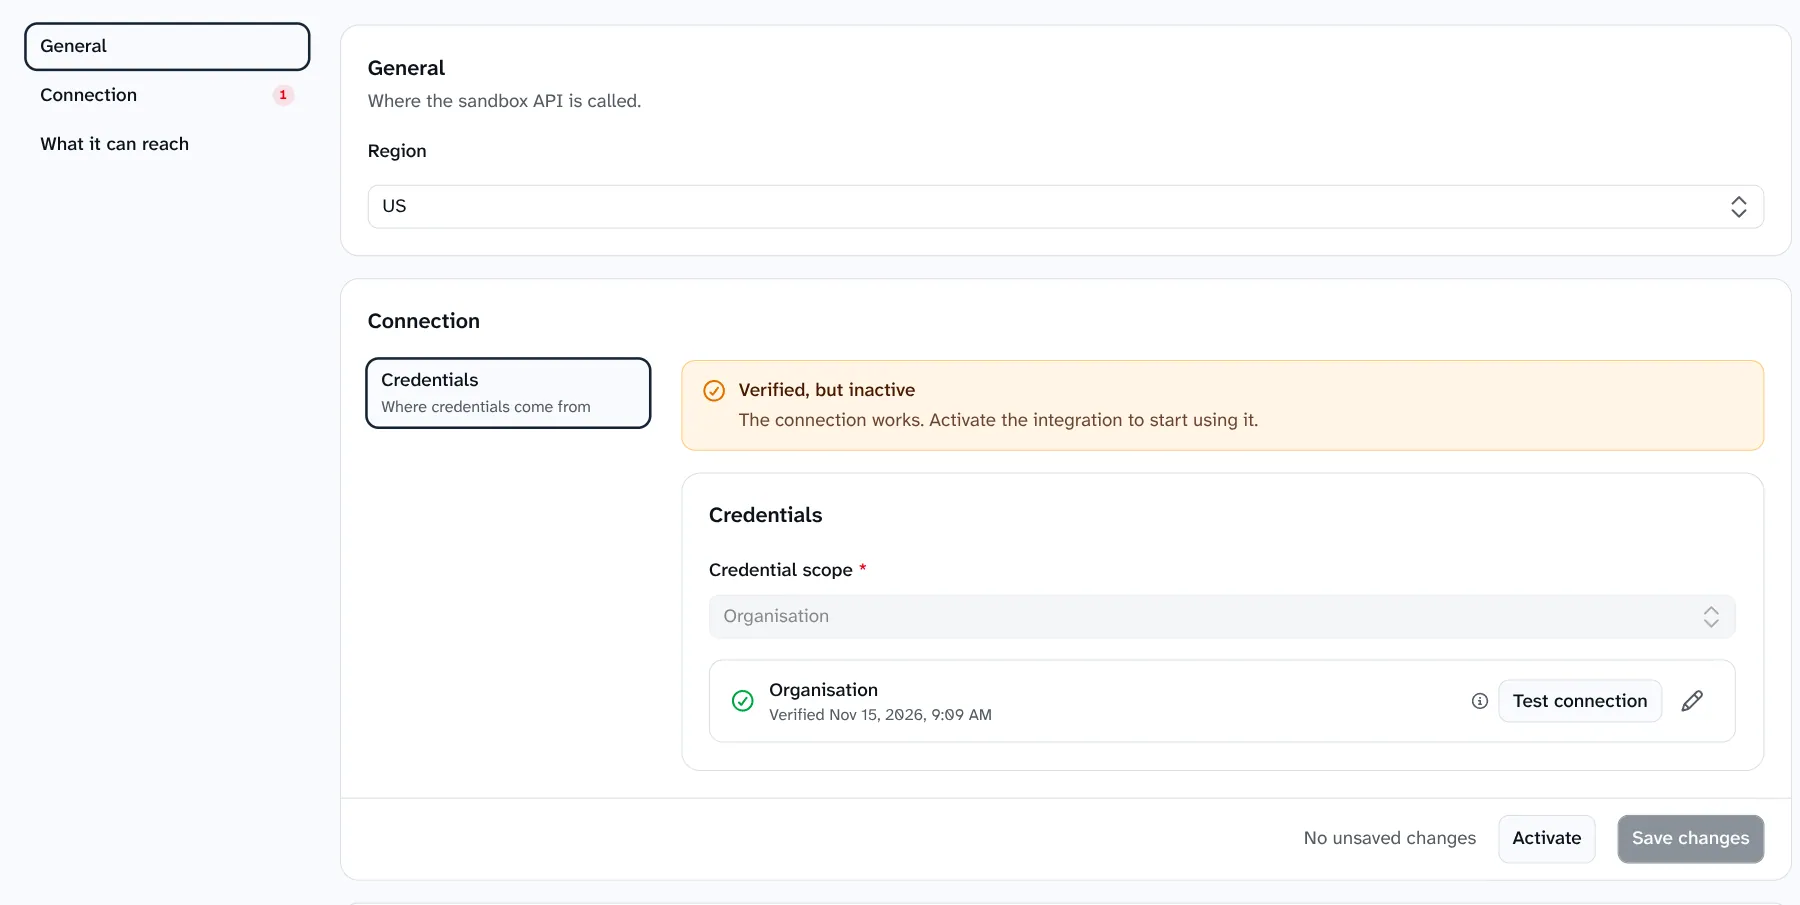 General
Connection
1
What it can reach
General
Where the sandbox API is called.
Region
US
Connection
Credentials
Where credentials come from
Verified, but inactive
The connection works. Activate the integration to start using it.
Credentials
Credential scope *
Organisation
Organisation
Verified Nov 15, 2026, 9:09 AM
Test connection
No unsaved changes
Activate
Save changes